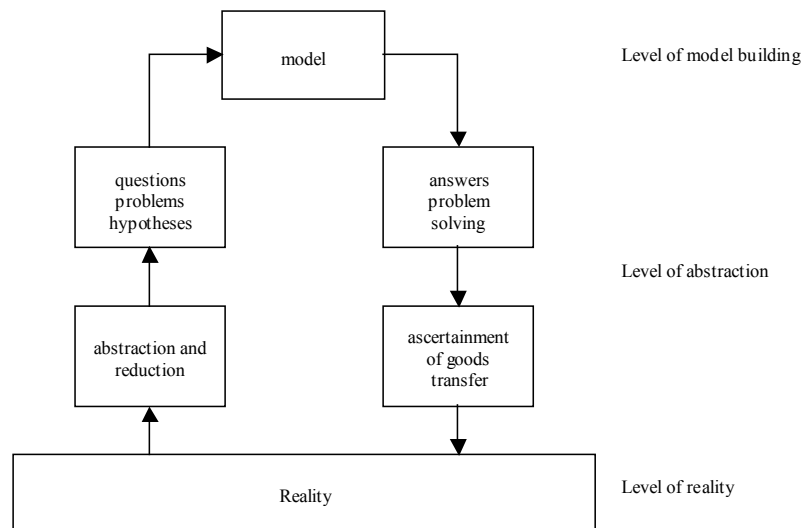 model
Level of model building
questions
problems
hypotheses
answers
problem
solving
Level of abstraction
abstraction and
reduction
ascertainment
of goods
transfer
Reality
Level of reality